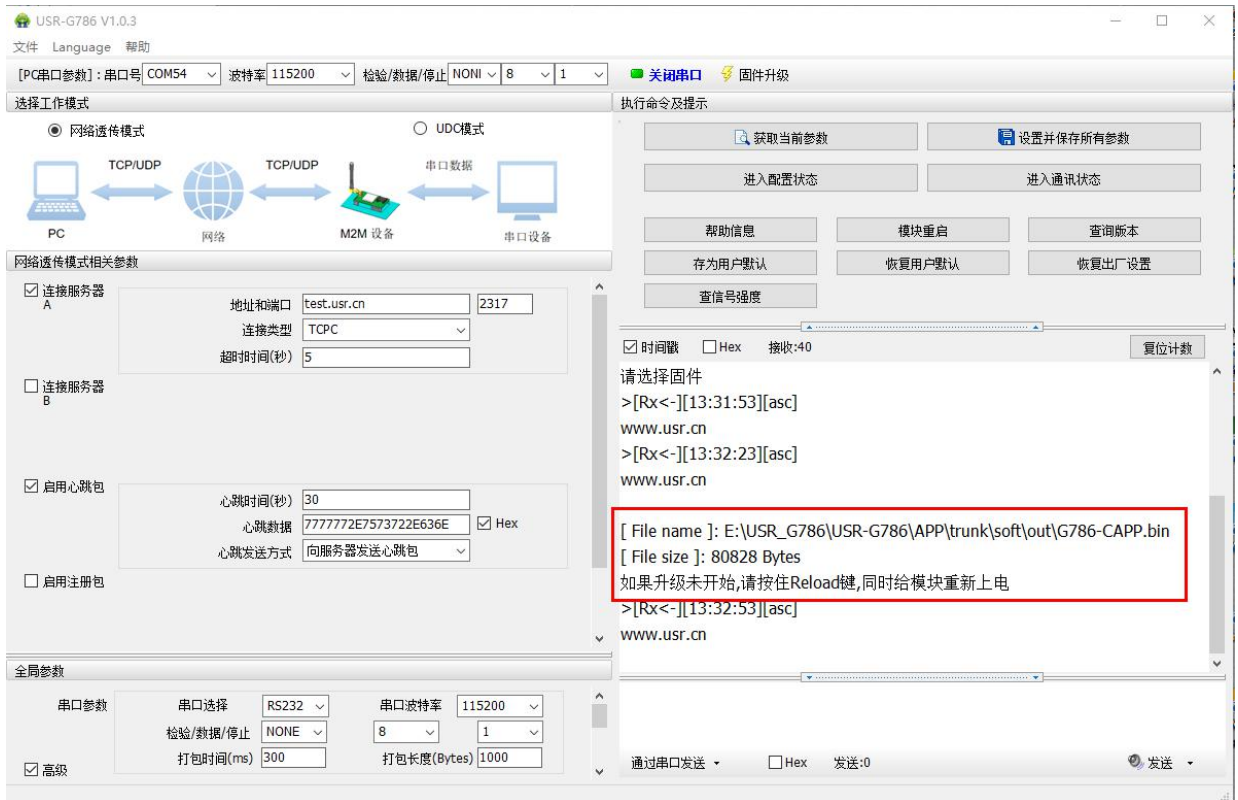 USR-G786 V1.0.3
文件 Language 帮助
[PC串口参数]：串口号 COM54 波特率 115200 检验/数据/停止 NONI 8 1 关闭串口 固件升级
选择工作模式
网络透传模式 UDC模式
TCP/UDP TCP/UDP 串口数据
PC 网络 M2M 设备 串口设备
网络透传模式相关参数
连接服务器
A
地址和端口 test.usr.cn 2317
连接类型 TCPC
超时时间(秒) 5
连接服务器
B
启用心跳包
心跳时间(秒) 30
心跳数据 7777772E7573722E636E Hex
心跳发送方式 向服务器发送心跳包
启用注册包
全局参数
串口参数 串口选择 RS232 串口波特率 115200
检验/数据/停止 NONE 8 1
打包时间(ms) 300 打包长度(Bytes) 1000
高级
执行命令及提示
获取当前参数 设置并保存所有参数
进入配置状态 进入通讯状态
帮助信息 模块重启 查询版本
存为用户默认 恢复用户默认 恢复出厂设置
查信号强度
时间戳 Hex 接收:40 复位计数
请选择固件
>[Rx<-][13:31:53][asc]
www.usr.cn
>[Rx<-][13:32:23][asc]
www.usr.cn
[ File name ]: E:\USR_G786\USR-G786\APP\trunk\soft\out\G786-CAPP.bin
[ File size ]: 80828 Bytes
如果升级未开始,请按住Reload键,同时给模块重新上电
>[Rx<-][13:32:53][asc]
www.usr.cn
通过串口发送 Hex 发送:0 发送